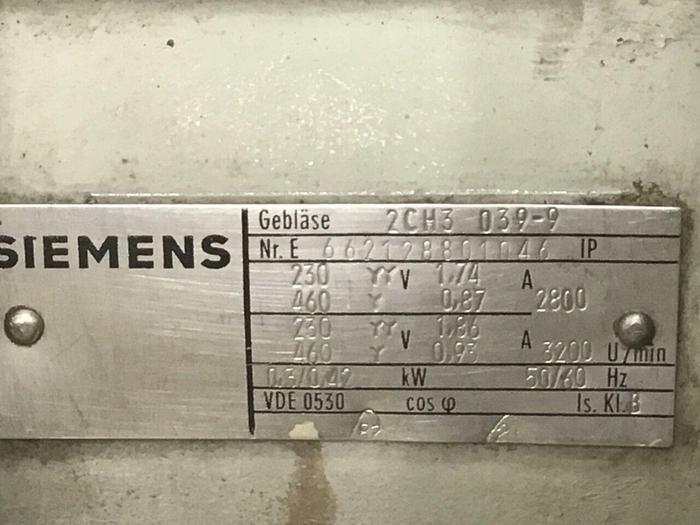 SIEMENS
Gebläse 2CH3 039-9
Nr. E 662128801046 IP
230 YY V 1,74 A
460 Y 0,87 2800
230 YY V 1,86 A
460 Y 0,93 3200 U/min
0,3/0,42 kW 50/60 Hz
VDE 0530 cos φ Is. Kl. B